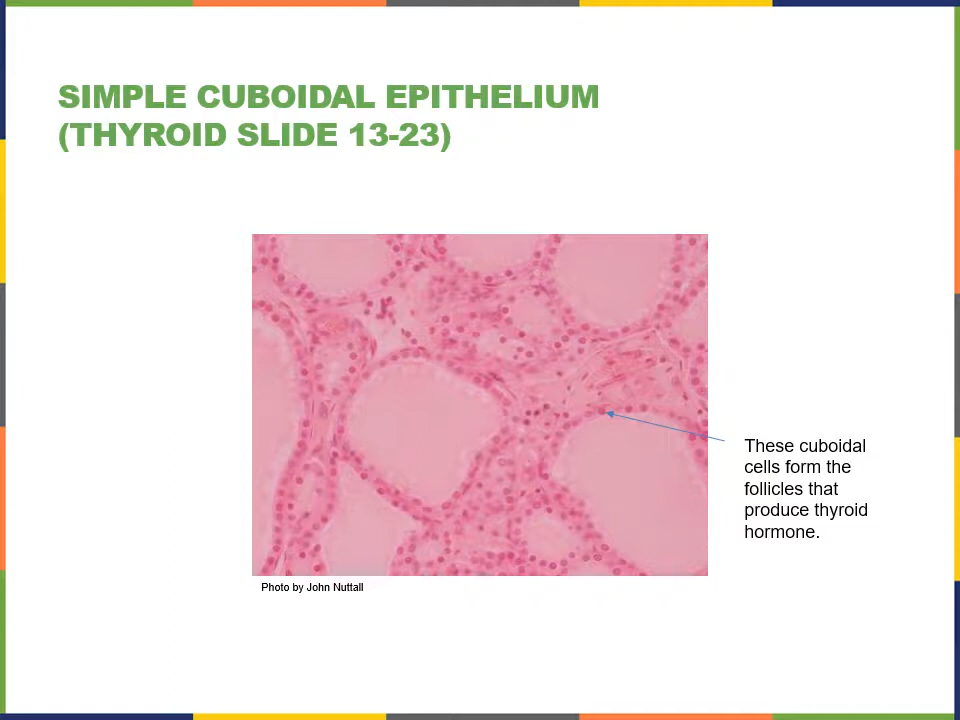 SIMPLE CUBOIDAL EPITHELIUM
(THYROID SLIDE 13-23)
These cuboidal
cells form the
follicles that
produce thyroid
hormone.
Photo by John Nuttall